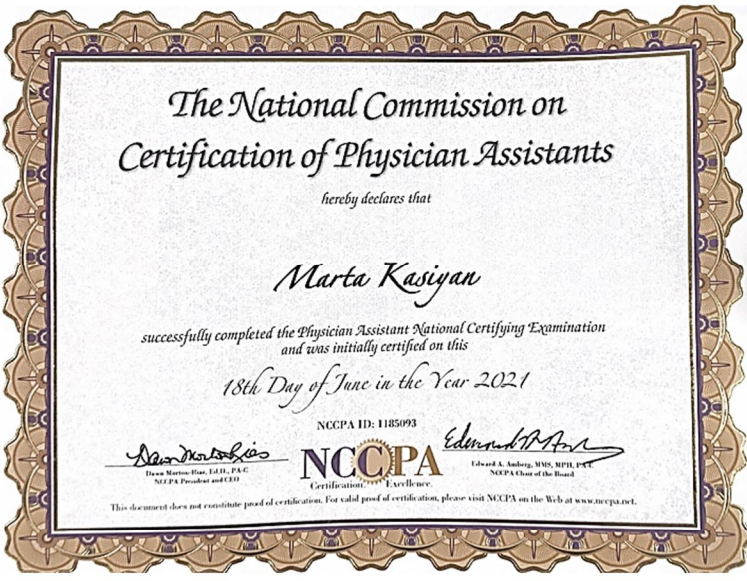 The National Commission on
Certification of Physician Assistants
hereby declares that
Marta Kasiyan
successfully completed the Physician Assistant National Certifying Examination
and was initially certified on this
18th Day of June in the Year 2021
NCCPA ID: 1185093
Dawn Morton-Rias, Ed.D., PA-C
NCCPA President and CEO
NCCPA
Certification. Excellence.
Edward A. Amberg, MMS, MPH, PA-C
NCCPA Chair of the Board
This document does not constitute proof of certification. For valid proof of certification, please visit NCCPA on the Web at www.nccpa.net.